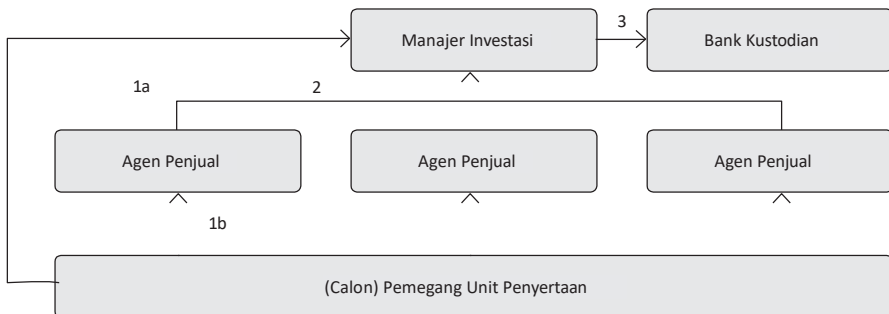 3
Manajer Investasi
Bank Kustodian
1a
2
Agen Penjual
Agen Penjual
Agen Penjual
1b
(Calon) Pemegang Unit Penyertaan